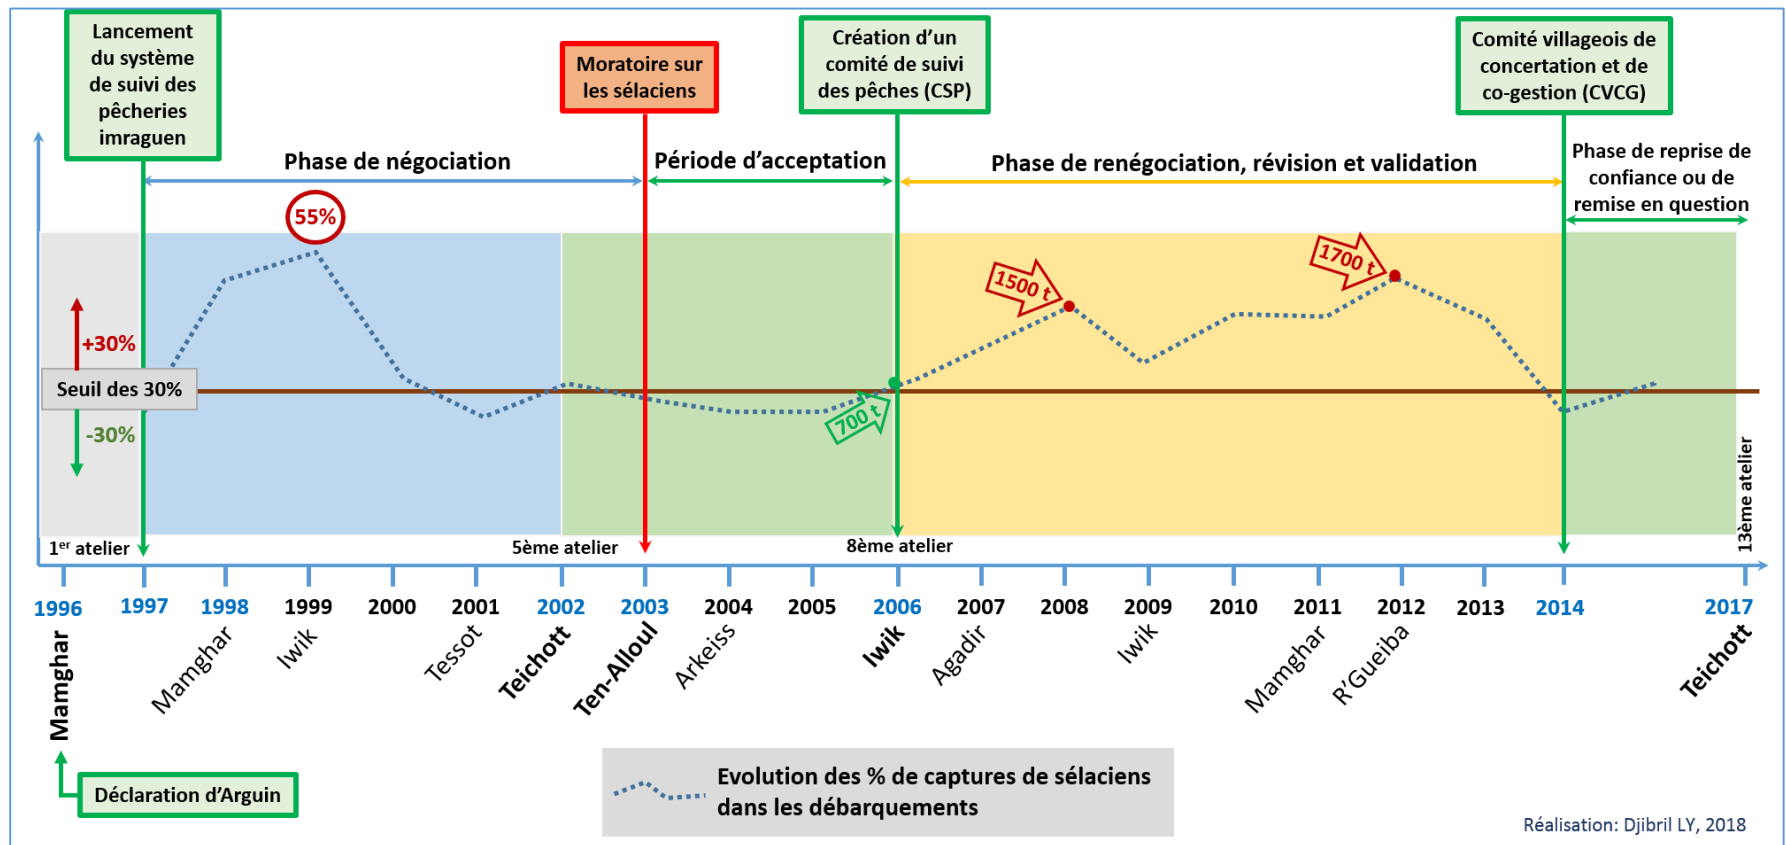 Lancement
du système
de suivi des
pêcheries
imraguen
Moratoire sur
les sélaciens
Création d’un
comité de suivi
des pêches (CSP)
Comité villageois de
concertation et de
co-gestion (CVCG)
Phase de négociation
Période d’acceptation
Phase de renégociation, révision et validation
Phase de reprise de
confiance ou de
remise en question
55%
1500 t
1700 t
+30%
Seuil des 30%
-30%
700 t
1er atelier
5ème atelier
8ème atelier
13ème atelier
1996
1997
1998
1999
2000
2001
2002
2003
2004
2005
2006
2007
2008
2009
2010
2011
2012
2013
2014
2017
Mamghar
Mamghar
Iwik
Tessot
Teichott
Ten-Alloul
Arkeiss
Iwik
Agadir
Iwik
Mamghar
R’Gueiba
Teichott
Déclaration d’Arguin
Evolution des % de captures de sélaciens
dans les débarquements
Réalisation: Djibril LY, 2018